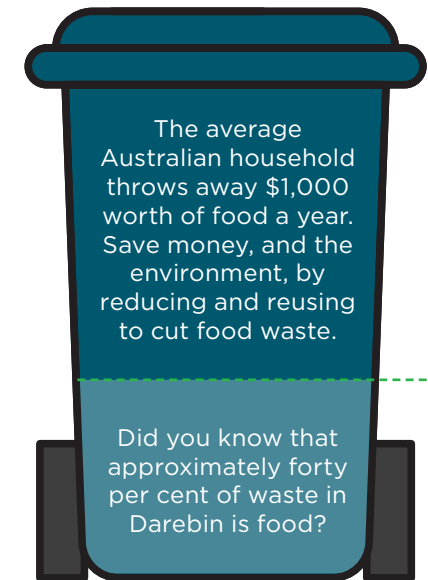 The average
Australian household
throws away $1,000
worth of food a year.
Save money, and the
environment, by
reducing and reusing
to cut food waste.
Did you know that
approximately forty
per cent of waste in
Darebin is food?